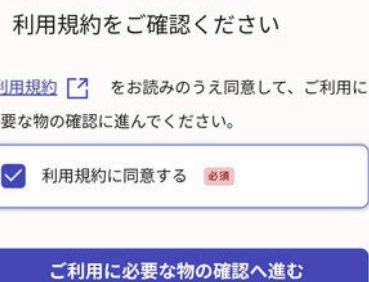 利用規約をご確認ください
利用規約 をお読みのうえ同意して、ご利用に
要な物の確認に進んでください。
利用規約に同意する 必須
ご利用に必要な物の確認へ進む